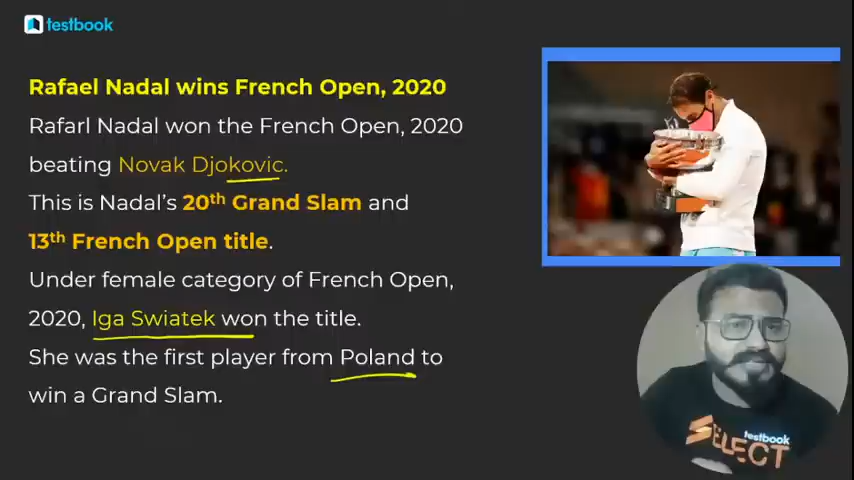 testbook
Rafael Nadal wins French Open, 2020
Rafarl Nadal won the French Open, 2020
beating Novak Djokovic.
This is Nadal's 20th Grand Slam and
13th French Open title.
Under female category of French Open,
2020, Iga Swiatek won the title.
She was the first player from Poland to
win a Grand Slam.
testbook
SELECT